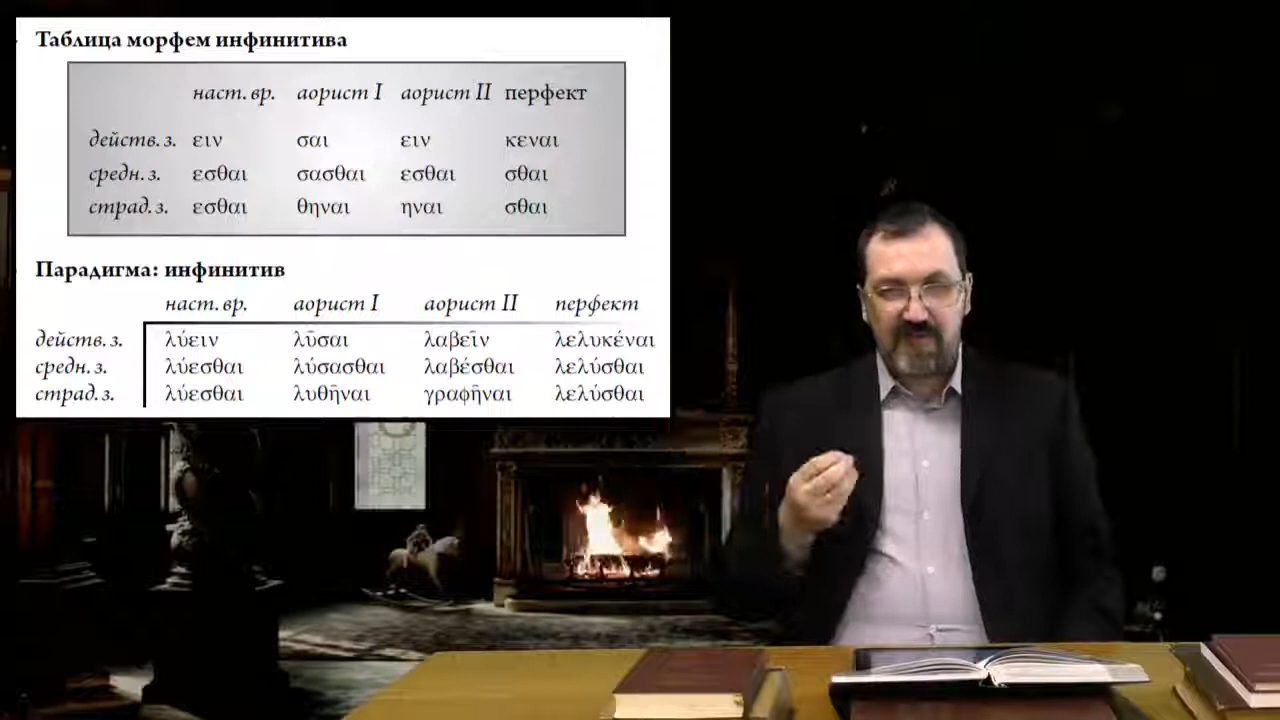 Таблица морфем инфинитива
наст. вр. аорист I аорист II перфект
действ. з. ειν σαι ειν κεναι
средн. з. εσθαι σασθαι εσθαι σθαι
страд. з. εσθαι θηναι ηναι σθαι
Парадигма: инфинитив
наст. вр. аорист I аорист II перфект
действ. з. λύειν λῦσαι λαβεῖν λελυκέναι
средн. з. λύεσθαι λύσασθαι λαβέσθαι λελύσθαι
страд. з. λύεσθαι λυθῆναι γραφῆναι λελύσθαι